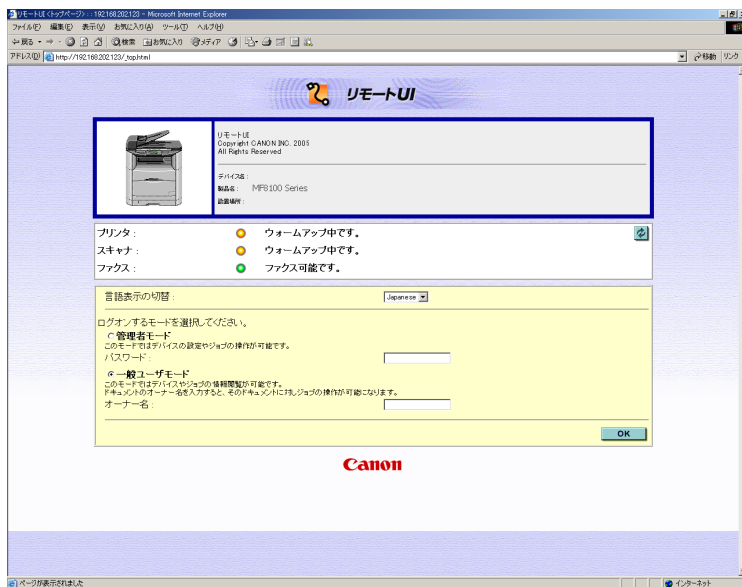 リモートUI <トップページ> : : 192.168.202.123 - Microsoft Internet Explorer
ファイル(F) 編集(E) 表示(V) お気に入り(A) ツール(T) ヘルプ(H)
戻る 検索 お気に入り メディア
アドレス(D) http://192.168.202.123/_top.html 移動 リンク
リモートUI
リモートUI
Copyright CANON INC. 2005
All Rights Reserved
デバイス名 :
製品名 : MF8100 Series
設置場所 :
プリンタ : ウォームアップ中です。
スキャナ : ウォームアップ中です。
ファクス : ファクス可能です。
言語表示の切替 : Japanese
ログオンするモードを選択してください。
管理者モード
このモードではデバイスの設定やジョブの操作が可能です。
パスワード :
一般ユーザモード
このモードではデバイスやジョブの情報閲覧が可能です。
ドキュメントのオーナー名を入力すると、そのドキュメントに対しジョブの操作が可能になります。
オーナー名 :
OK
Canon
ページが表示されました インターネット